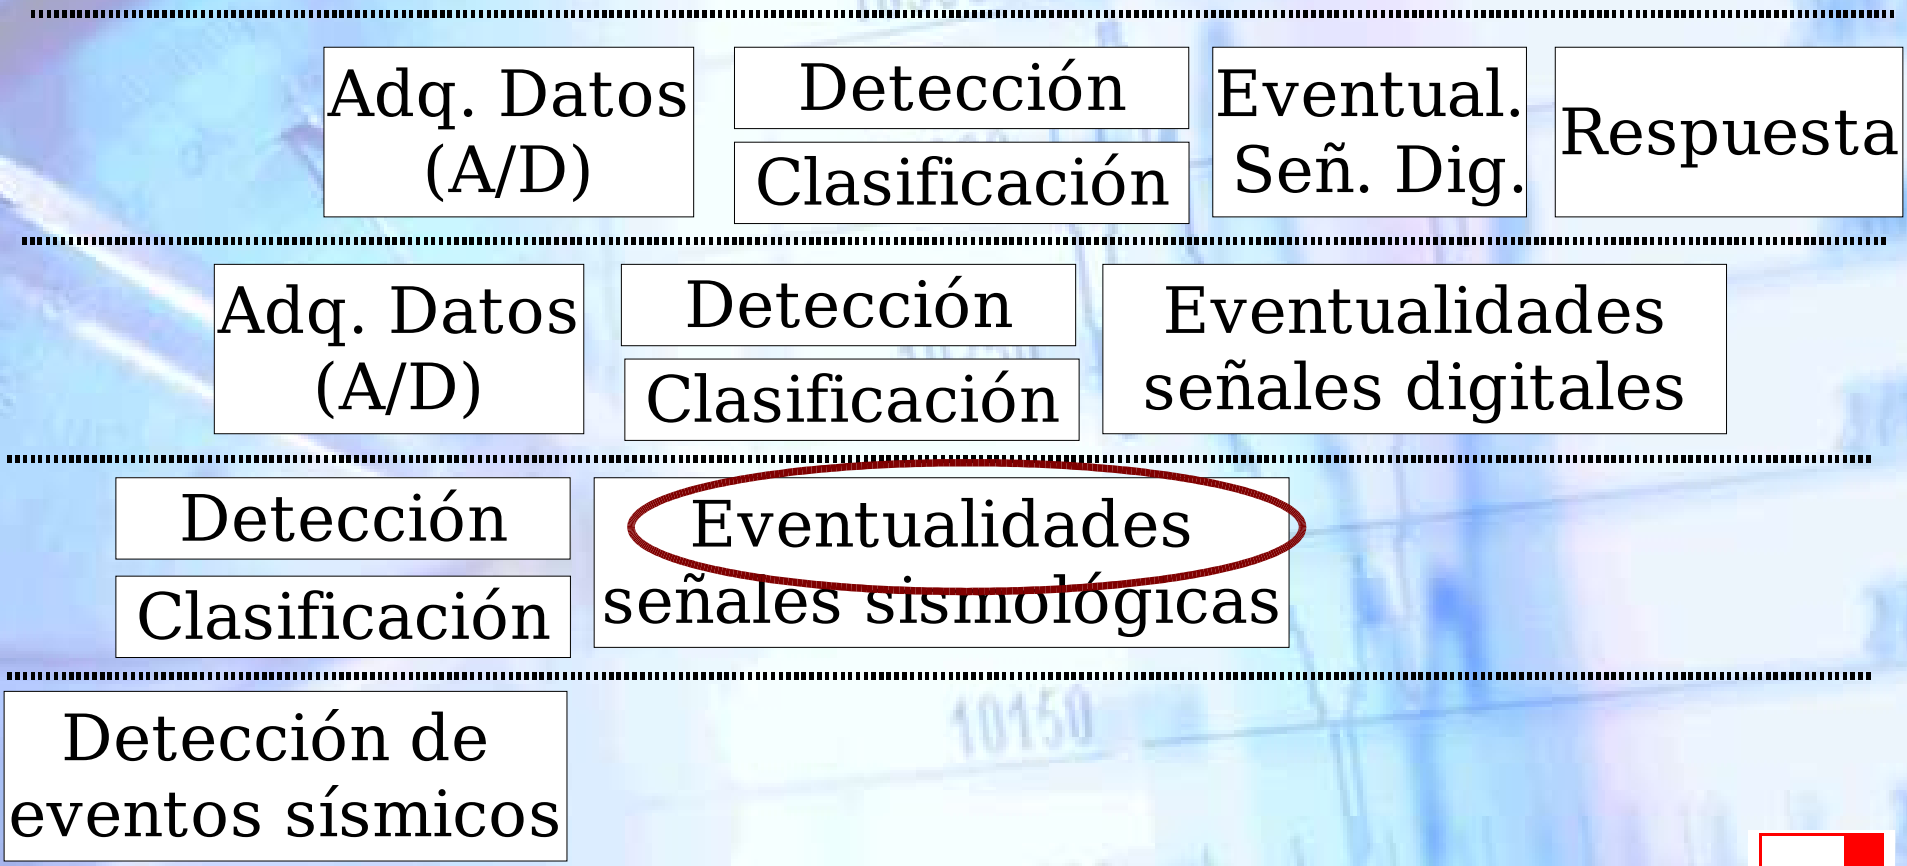 Adq. Datos
(A/D)
Detección
Clasificación
Eventual.
Señ. Dig.
Respuesta
Adq. Datos
(A/D)
Detección
Clasificación
Eventualidades
señales digitales
Detección
Clasificación
Eventualidades
señales sismológicas
Detección de
eventos sísmicos
10150